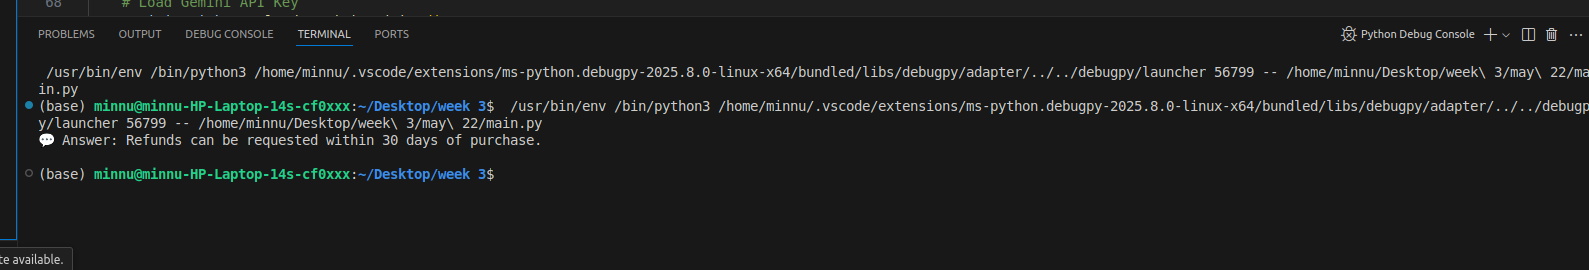 68 # Load Gemini API Key
PROBLEMS OUTPUT DEBUG CONSOLE TERMINAL PORTS Python Debug Console
/usr/bin/env /bin/python3 /home/minnu/.vscode/extensions/ms-python.debugpy-2025.8.0-linux-x64/bundled/libs/debugpy/adapter/../../debugpy/launcher 56799 -- /home/minnu/Desktop/week\ 3/may\ 22/ma
in.py
(base) minnu@minnu-HP-Laptop-14s-cf0xxx:~/Desktop/week 3$  /usr/bin/env /bin/python3 /home/minnu/.vscode/extensions/ms-python.debugpy-2025.8.0-linux-x64/bundled/libs/debugpy/adapter/../../debugp
y/launcher 56799 -- /home/minnu/Desktop/week\ 3/may\ 22/main.py
💬 Answer: Refunds can be requested within 30 days of purchase.
(base) minnu@minnu-HP-Laptop-14s-cf0xxx:~/Desktop/week 3$
te available.